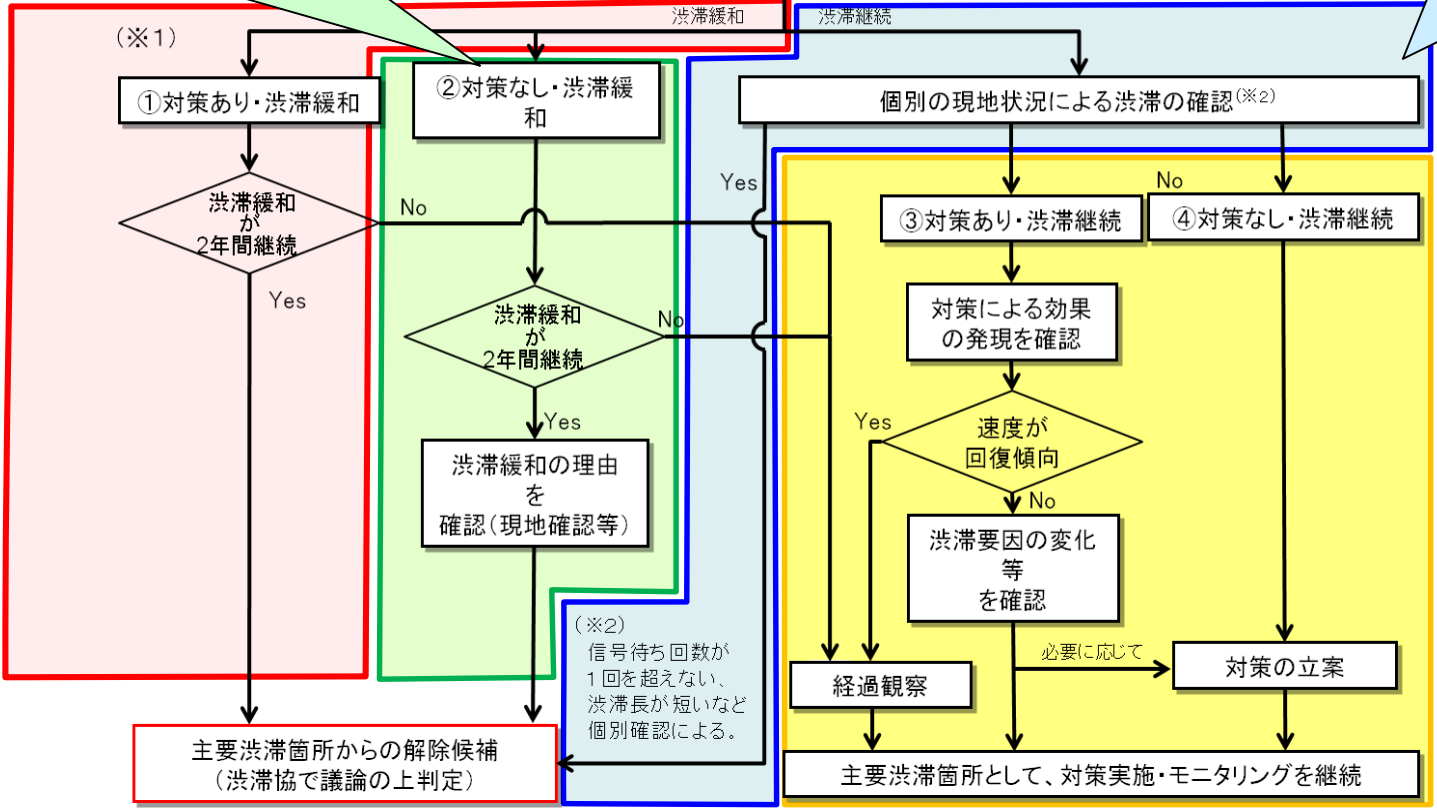 渋滞緩和
渋滞継続
(※1)
①対策あり・渋滞緩和
②対策なし・渋滞緩
和
個別の現地状況による渋滞の確認(※2)
渋滞緩和
が
2年間継続
No
Yes
渋滞緩和
が
2年間継続
No
Yes
渋滞緩和の理由
を
確認(現地確認等)
Yes
No
③対策あり・渋滞継続
④対策なし・渋滞継続
対策による効果
の発現を確認
速度が
回復傾向
Yes
No
渋滞要因の変化
等
を確認
必要に応じて
対策の立案
経過観察
(※2)
信号待ち回数が
1回を超えない、
渋滞長が短いなど
個別確認による。
主要渋滞箇所からの解除候補
(渋滞協で議論の上判定)
主要渋滞箇所として、対策実施・モニタリングを継続